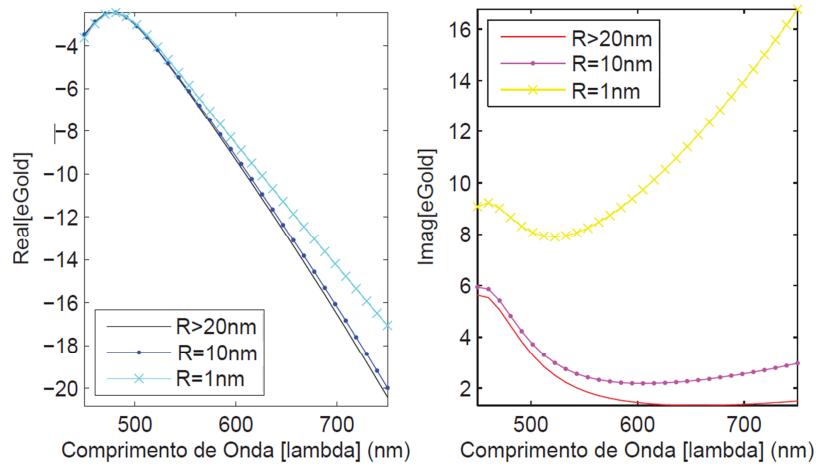 Real[eGold]
−4
−6
−8
−10
−12
−14
−16
−18
−20
R>20nm
R=10nm
R=1nm
500
600
700
Comprimento de Onda [lambda] (nm)
Imag[eGold]
16
14
12
10
8
6
4
2
R>20nm
R=10nm
R=1nm
500
600
700
Comprimento de Onda [lambda] (nm)